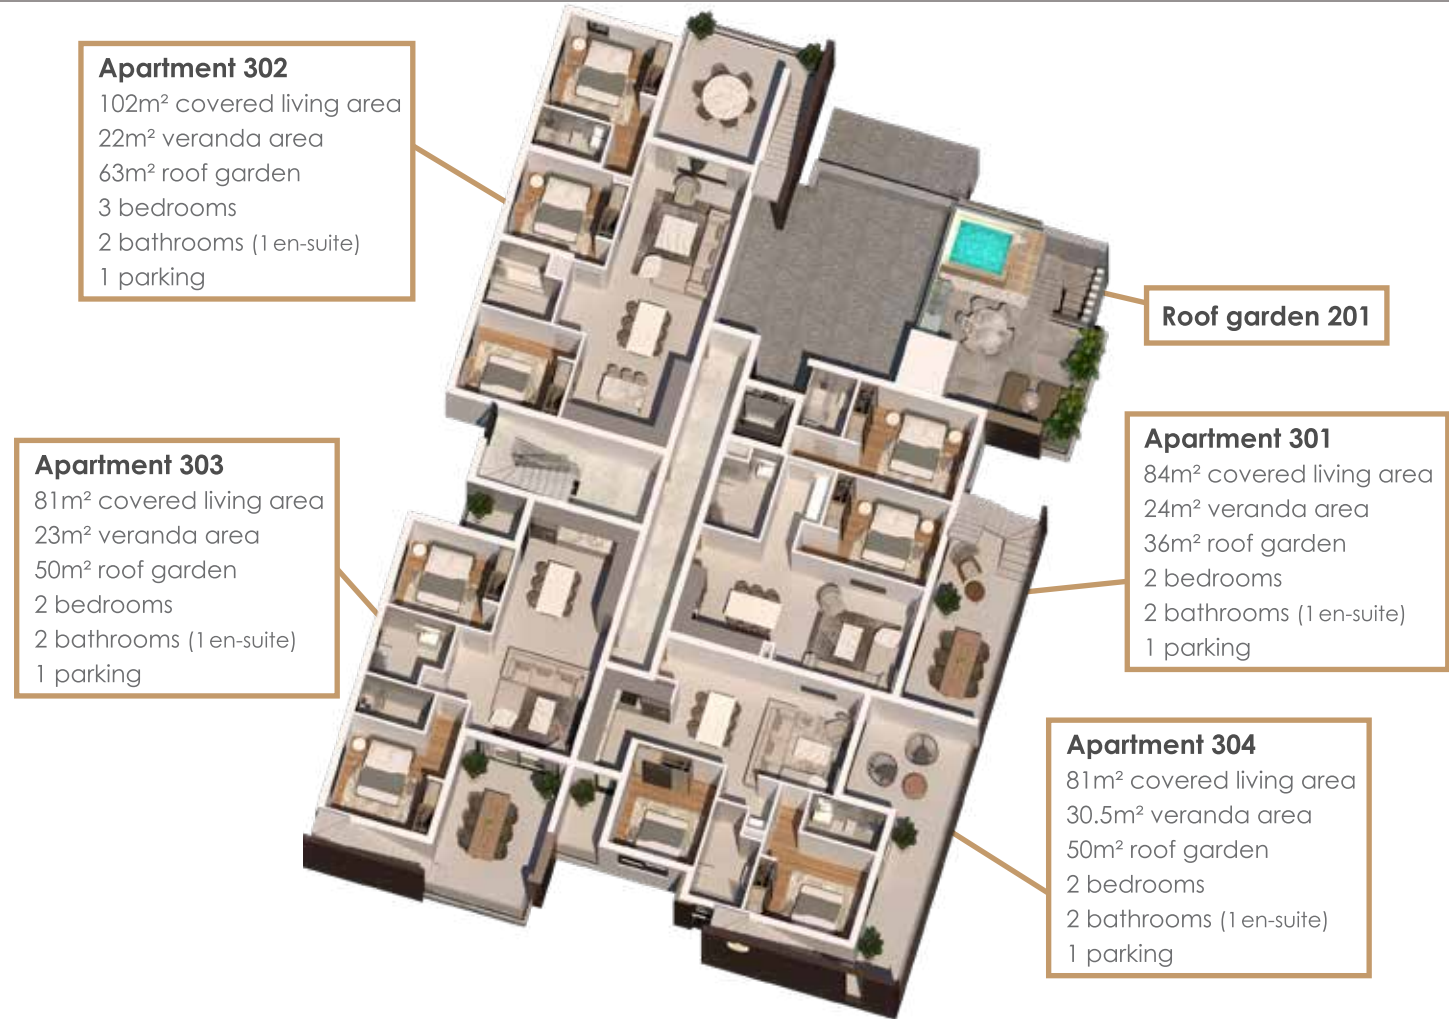 Apartment 302
102m² covered living area
22m² veranda area
63m² roof garden
3 bedrooms
2 bathrooms (1 en-suite)
1 parking
Roof garden 201
Apartment 303
81m² covered living area
23m² veranda area
50m² roof garden
2 bedrooms
2 bathrooms (1 en-suite)
1 parking
Apartment 301
84m² covered living area
24m² veranda area
36m² roof garden
2 bedrooms
2 bathrooms (1 en-suite)
1 parking
Apartment 304
81m² covered living area
30.5m² veranda area
50m² roof garden
2 bedrooms
2 bathrooms (1 en-suite)
1 parking